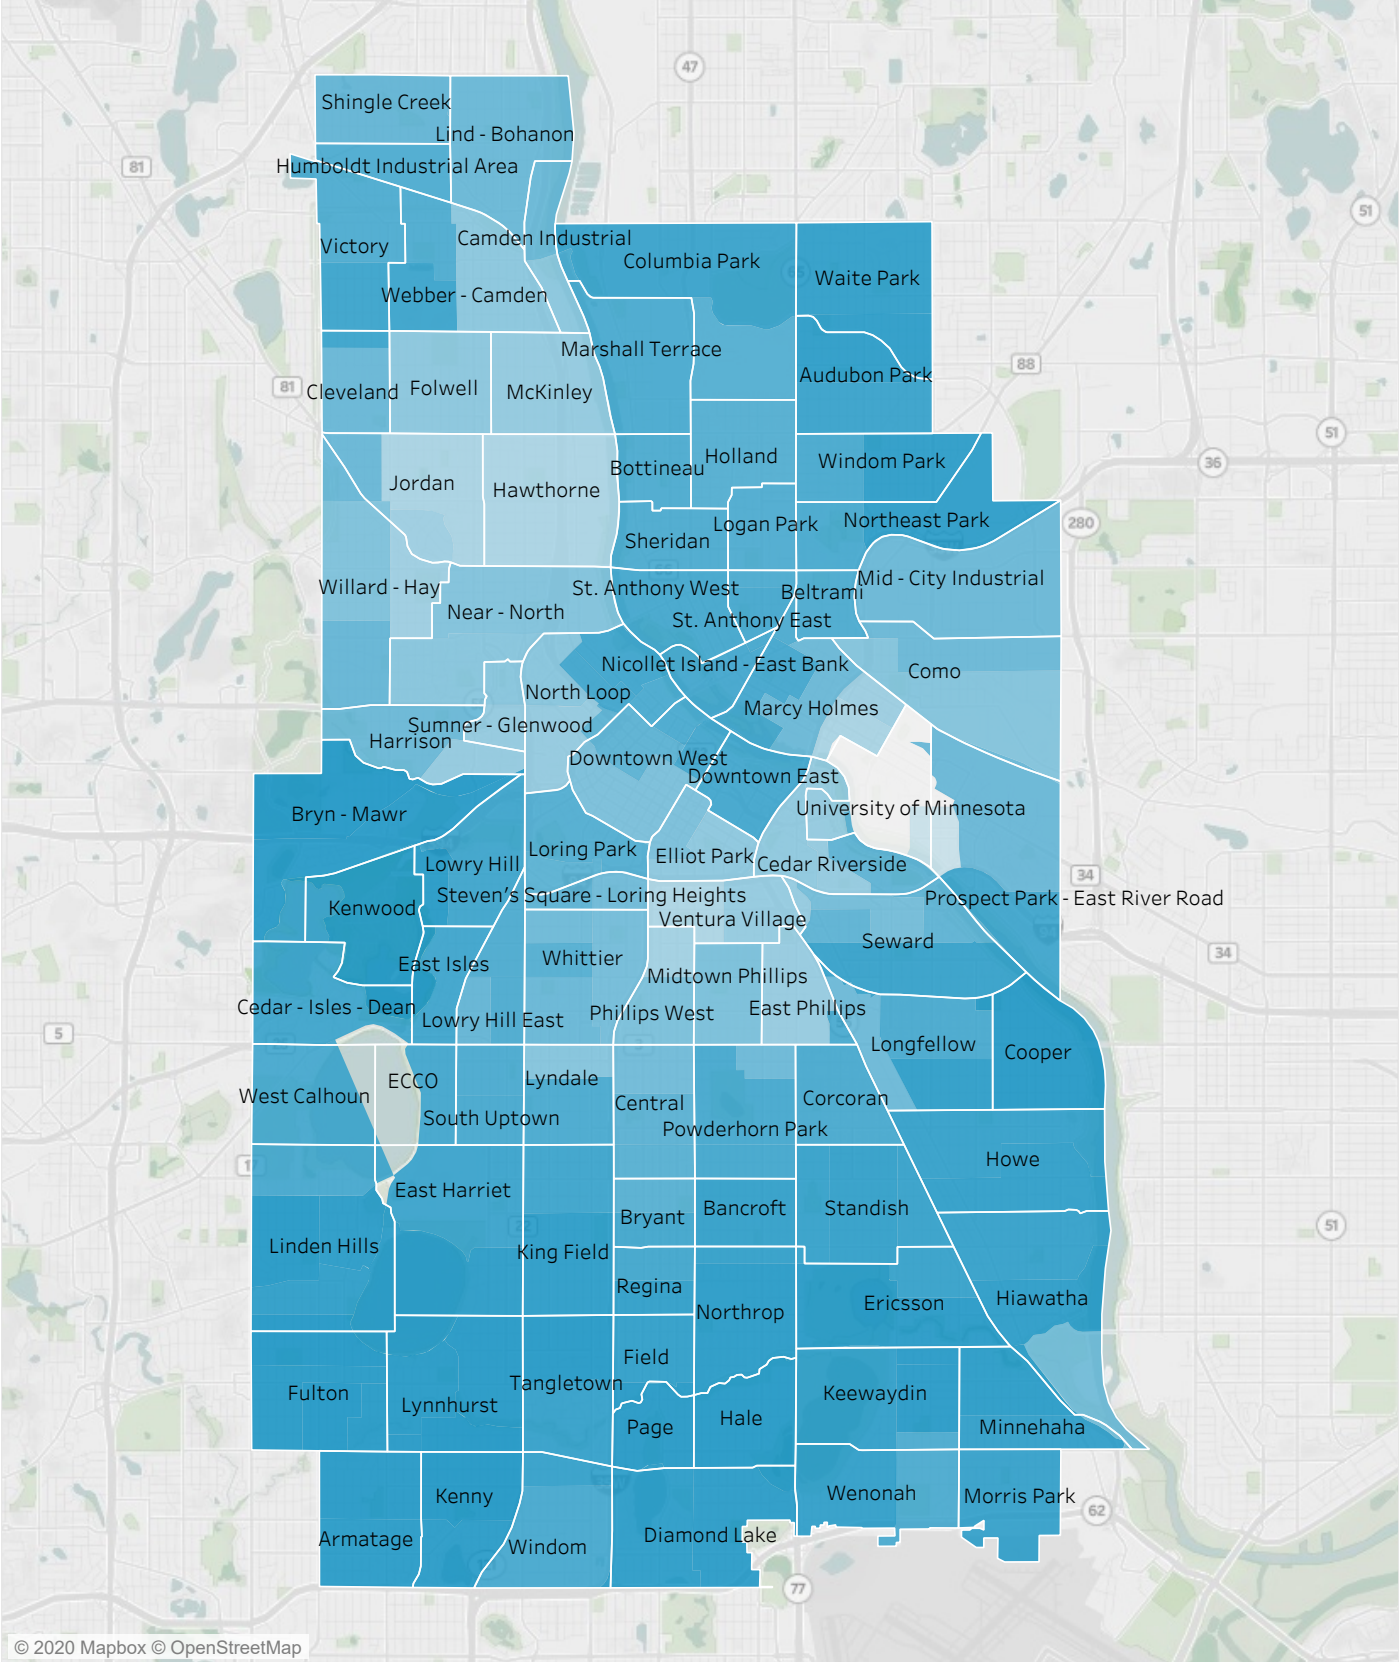 47
Shingle Creek
Lind - Bohanon
81
Humboldt Industrial Area
51
Camden Industrial
Victory
Columbia Park
65
Waite Park
Webber - Camden
Marshall Terrace
88
Audubon Park
81
Cleveland
Folwell
McKinley
51
Holland
Windom Park
36
Bottineau
Jordan
Hawthorne
Northeast Park
280
Logan Park
Sheridan
Mid - City Industrial
Willard - Hay
St. Anthony West
Beltrami
Near - North
St. Anthony East
Nicollet Island - East Bank
Como
North Loop
Marcy Holmes
Sumner - Glenwood
Harrison
Downtown West
Downtown East
University of Minnesota
Bryn - Mawr
Loring Park
Elliot Park
Lowry Hill
Cedar Riverside
34
Steven's Square - Loring Heights
Prospect Park - East River Road
Kenwood
Ventura Village
Seward
34
Whittier
East Isles
Midtown Phillips
Cedar - Isles - Dean
East Phillips
Phillips West
Lowry Hill East
5
Longfellow
Cooper
Lyndale
ECCO
West Calhoun
Corcoran
Central
South Uptown
Powderhorn Park
Howe
17
East Harriet
Bancroft
Standish
Bryant
22
51
Linden Hills
King Field
Regina
Hiawatha
Ericsson
Northrop
Field
Tangletown
Fulton
Keewaydin
Lynnhurst
Hale
Page
Minnehaha
Wenonah
Kenny
Morris Park
62
Diamond Lake
Armatage
Windom
77
© 2020 Mapbox © OpenStreetMap